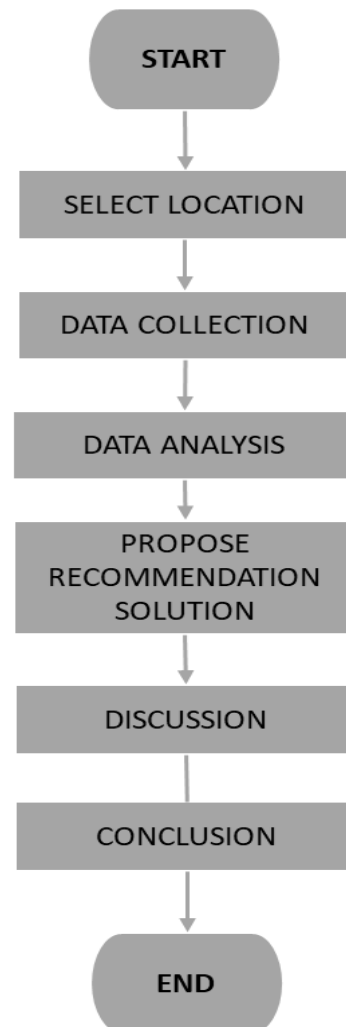 START
SELECT LOCATION
DATA COLLECTION
DATA ANALYSIS
PROPOSE
RECOMMENDATION
SOLUTION
DISCUSSION
CONCLUSION
END